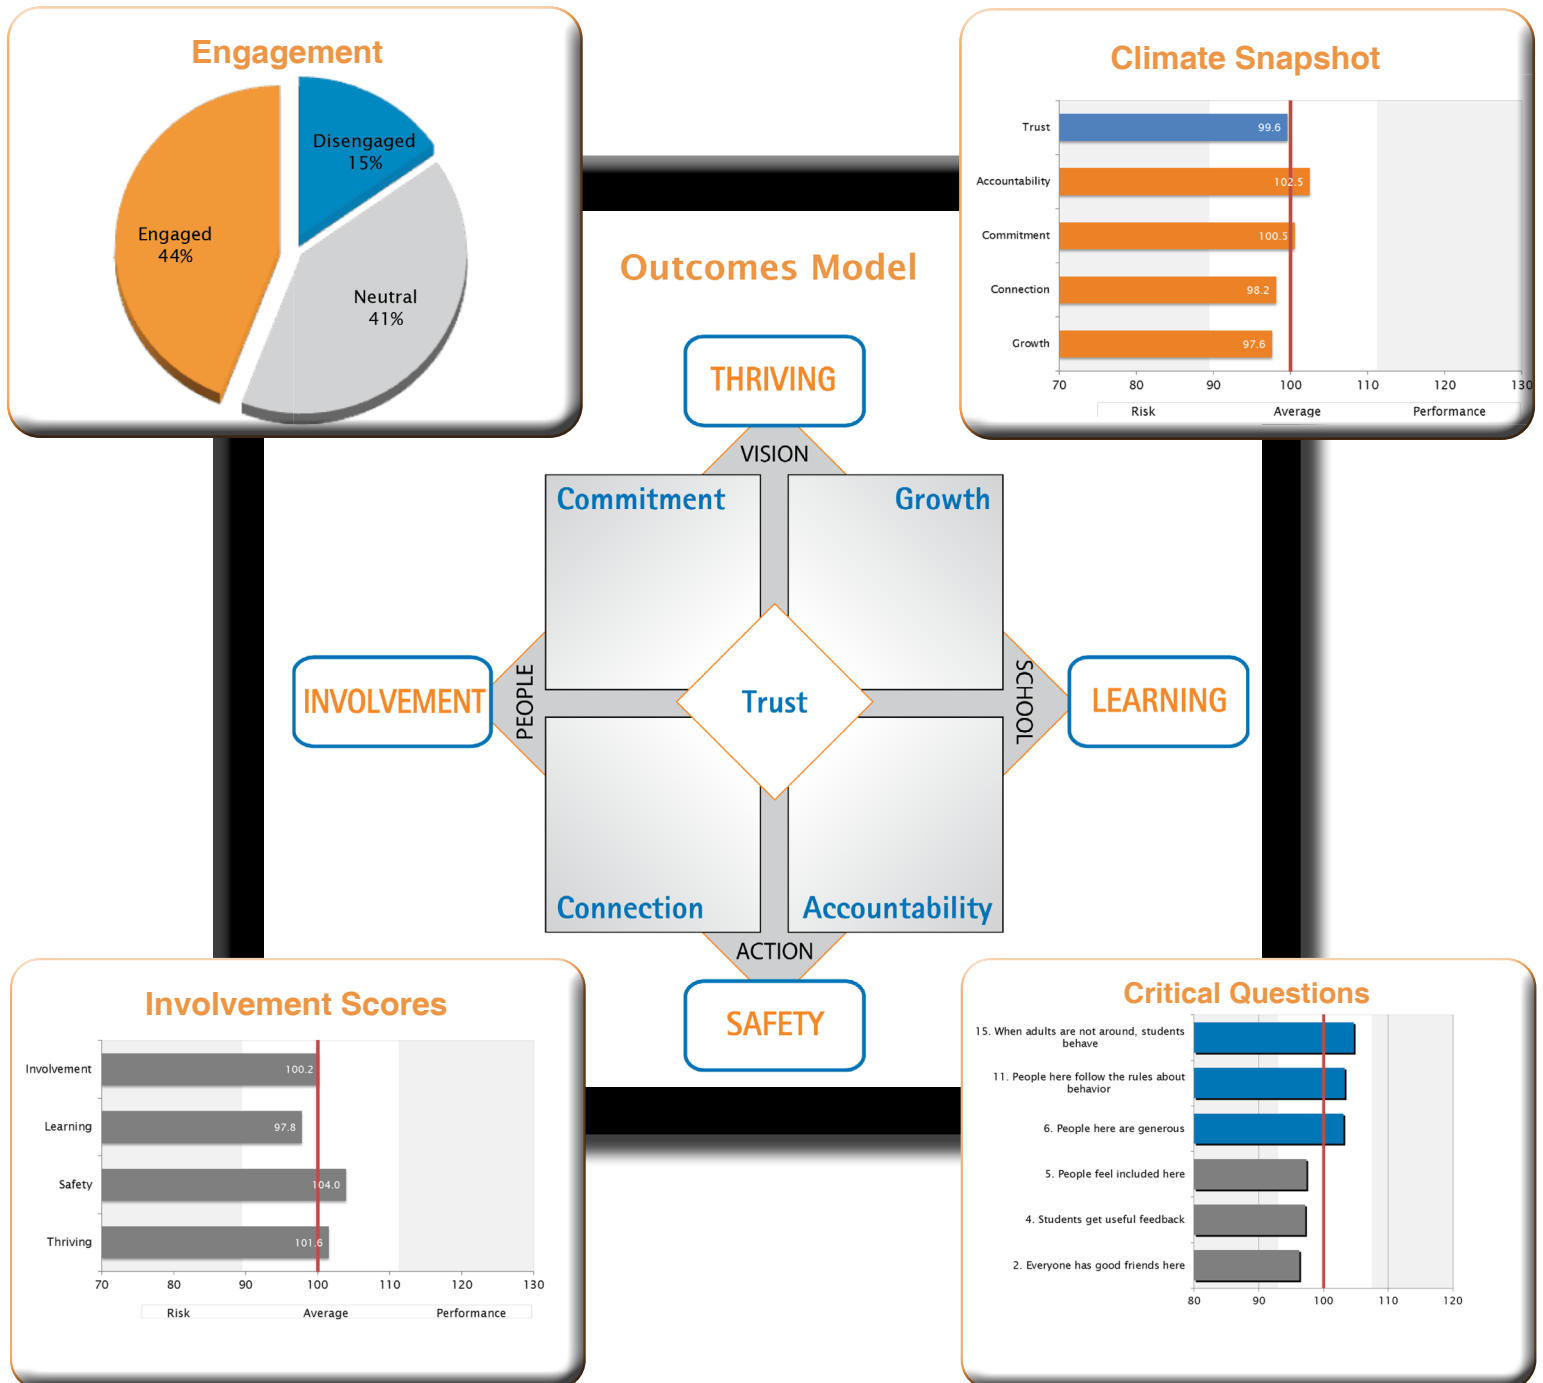 Engagement
Disengaged
15%
Engaged
44%
Neutral
41%
Climate Snapshot
Trust
99.6
Accountability
102.5
Commitment
100.5
Connection
98.2
Growth
97.6
70 80 90 100 110 120 130
Risk Average Performance
Outcomes Model
THRIVING
VISION
Commitment
Growth
INVOLVEMENT
PEOPLE
Trust
SCHOOL
LEARNING
Connection
Accountability
ACTION
SAFETY
Involvement Scores
Involvement
100.2
Learning
97.8
Safety
104.0
Thriving
101.6
70 80 90 100 110 120 130
Risk Average Performance
Critical Questions
15. When adults are not around, students
behave
11. People here follow the rules about
behavior
6. People here are generous
5. People feel included here
4. Students get useful feedback
2. Everyone has good friends here
80 90 100 110 120